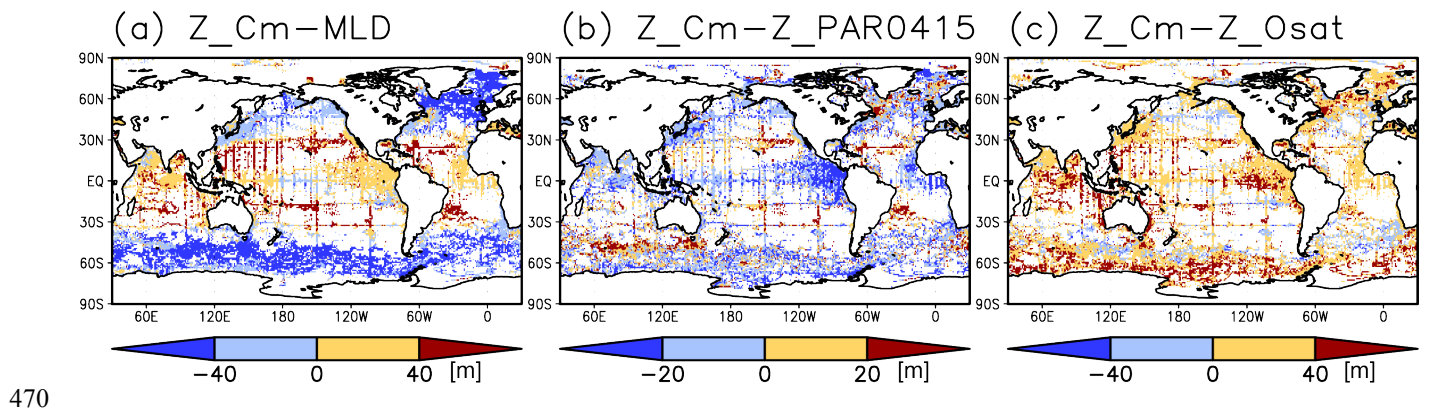 (a) Z_Cm−MLD (b) Z_Cm−Z_PAR0415 (c) Z_Cm−Z_Osat
90N 90N 90N
60N 60N 60N
30N 30N 30N
EQ EQ EQ
30S 30S 30S
60S 60S 60S
90S 90S 90S
60E 120E 180 120W 60W 0 60E 120E 180 120W 60W 0 60E 120E 180 120W 60W 0
−40 0 40 [m] −20 0 20 [m] −40 0 40 [m]
470